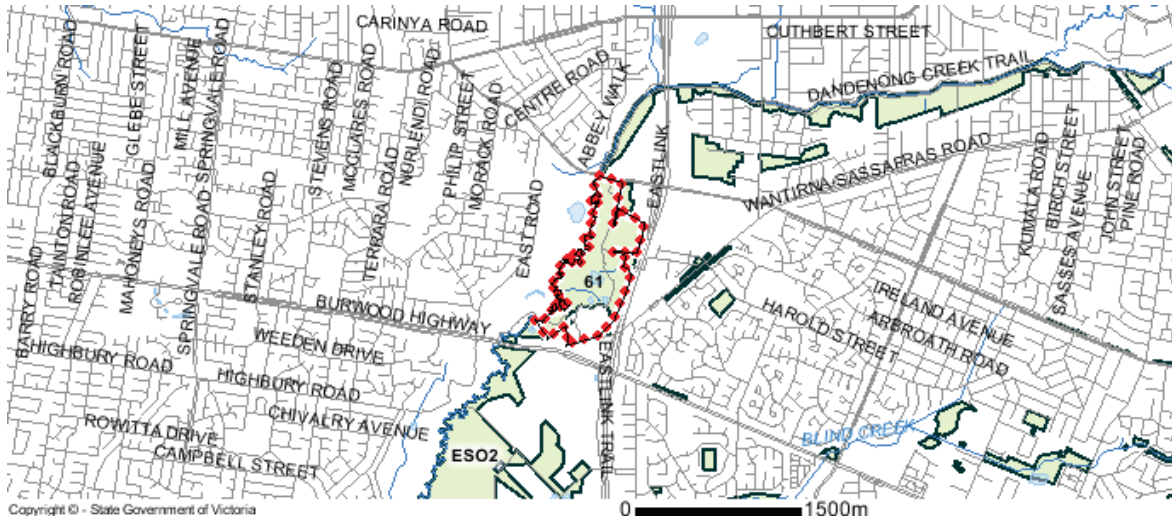 CARINYA ROAD
CUTHBERT STREET
DANDENONG CREEK TRAIL
BLACKBURN ROAD
GLEBE STREET
MILL AVENUE
SPRINGVALE ROAD
STEVENS ROAD
MCCLARES ROAD
NURLENDI ROAD
PHILIP STREET
MORACK ROAD
CENTRE ROAD
ABBEY WALK
EASTLINK
WANTIRNA-SASSAFRAS ROAD
KUMALA ROAD
BIRCH STREET
SASSES AVENUE
JOHN STREET
PINE ROAD
TAINTON ROAD
ROBINLEE AVENUE
MAHONEYS ROAD
SPRINGVALE ROAD
STANLEY ROAD
TERRARA ROAD
EAST ROAD
BARRY ROAD
61
BURWOOD HIGHWAY
WEEDEN DRIVE
HAROLD STREET
IRELAND AVENUE
ARBROATH ROAD
HIGHBURY ROAD
HIGHBURY ROAD
CHIVALRY AVENUE
ROWITTA DRIVE
CAMPBELL STREET
ESO2
EASTLINK TRAIL
BLIND CREEK
Copyright © - State Government of Victoria
0 1500m